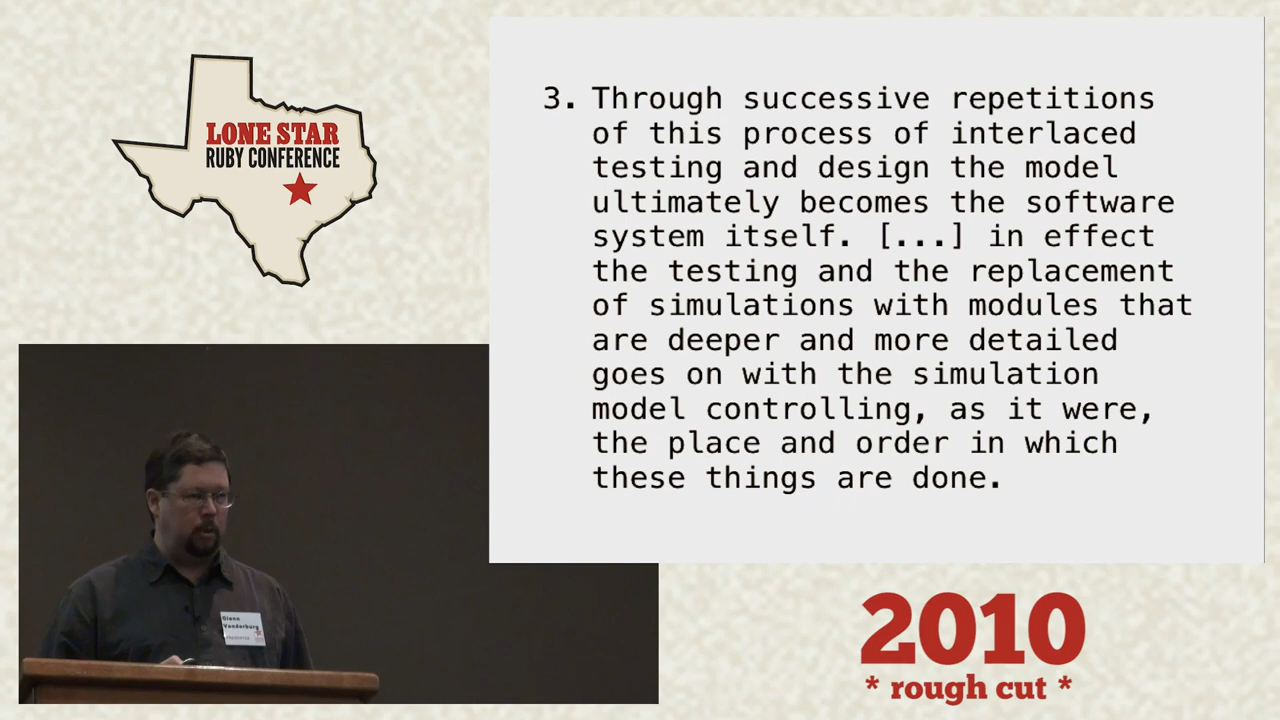 LONE STAR
RUBY CONFERENCE
3. Through successive repetitions
of this process of interlaced
testing and design the model
ultimately becomes the software
system itself. [...] in effect
the testing and the replacement
of simulations with modules that
are deeper and more detailed
goes on with the simulation
model controlling, as it were,
the place and order in which
these things are done.
Glenn
Vanderburg
PRESENTER
2010
* rough cut *